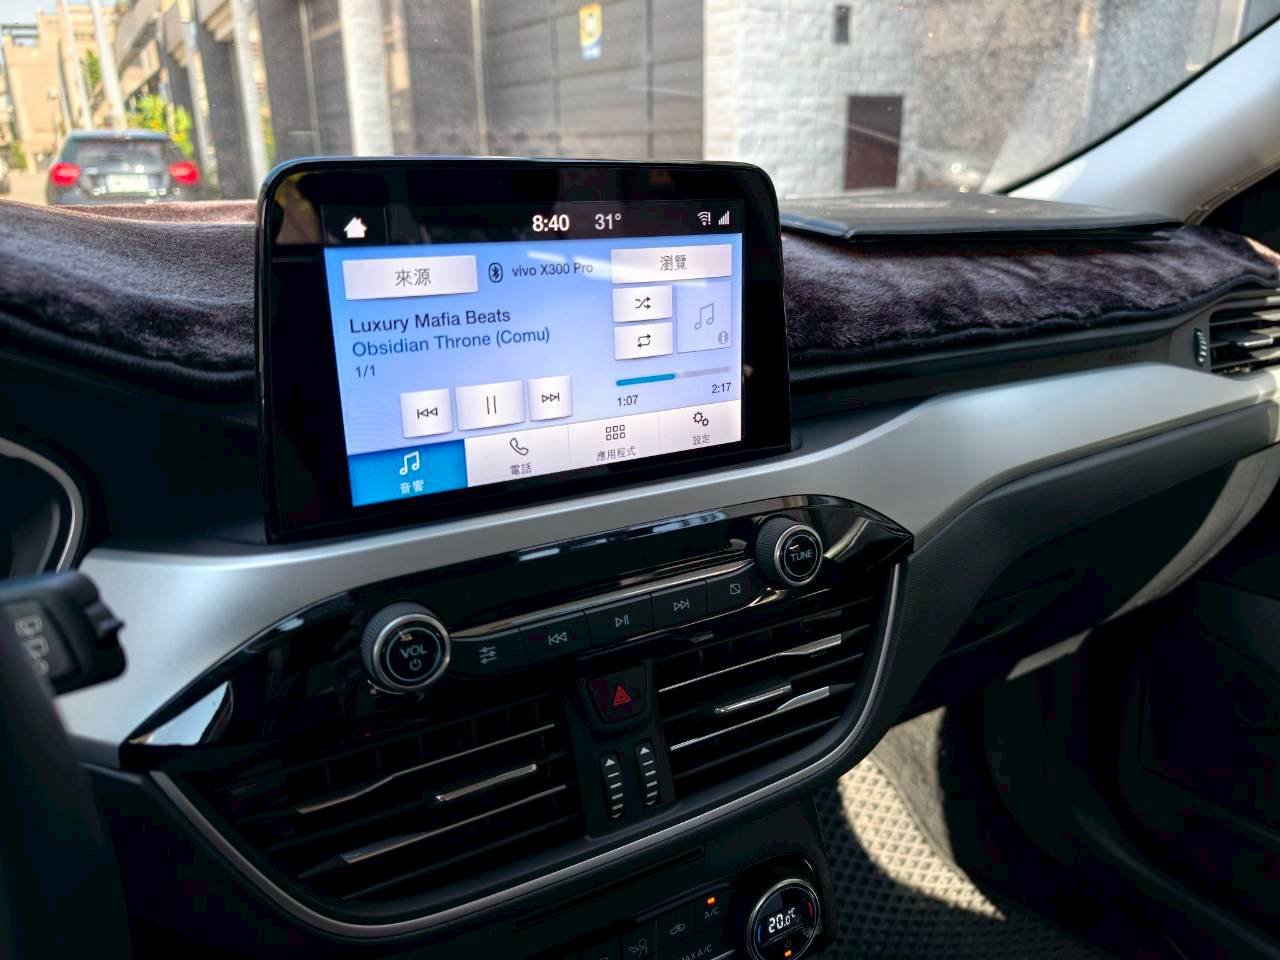 8:40 31°
來源
vivo X300 Pro
瀏覽
Luxury Mafia Beats
Obsidian Throne (Comu)
1/1
1:07
2:17
音響
電話
應用程式
設定
VOL
TUNE
A/C
MAX A/C
20.0°C